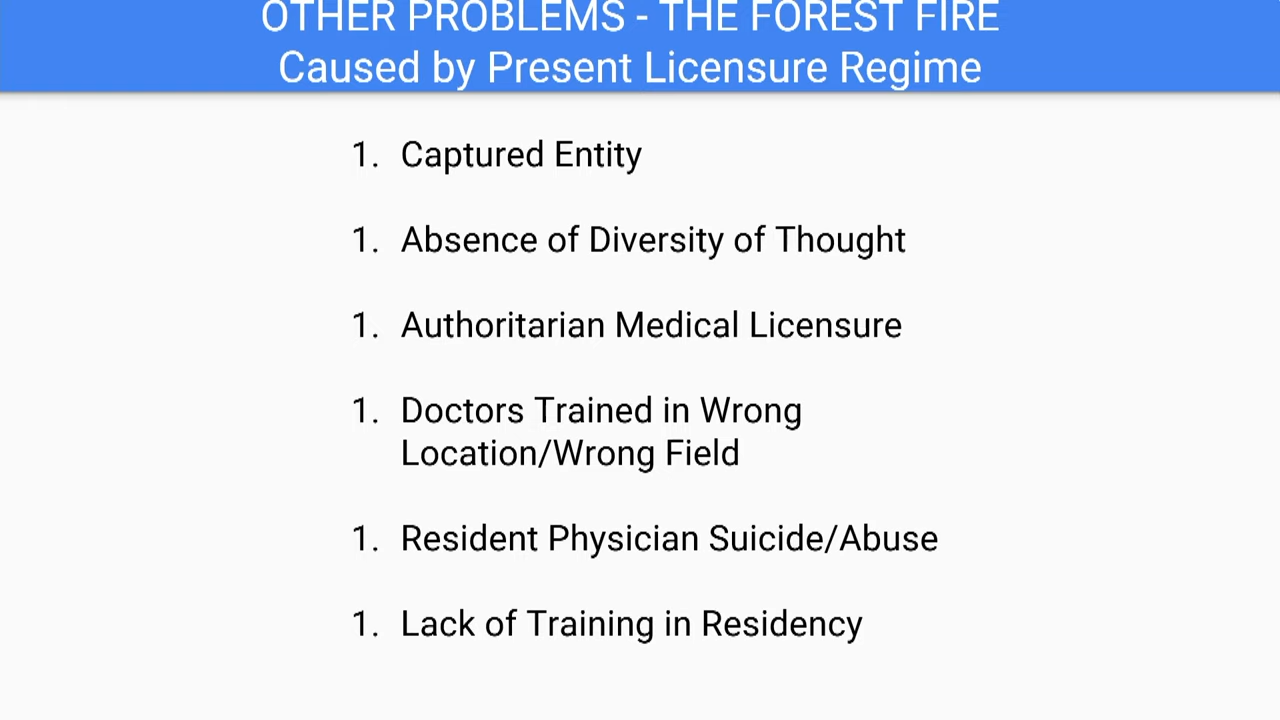 OTHER PROBLEMS - THE FOREST FIRE
Caused by Present Licensure Regime
1. Captured Entity
1. Absence of Diversity of Thought
1. Authoritarian Medical Licensure
1. Doctors Trained in Wrong
Location/Wrong Field
1. Resident Physician Suicide/Abuse
1. Lack of Training in Residency